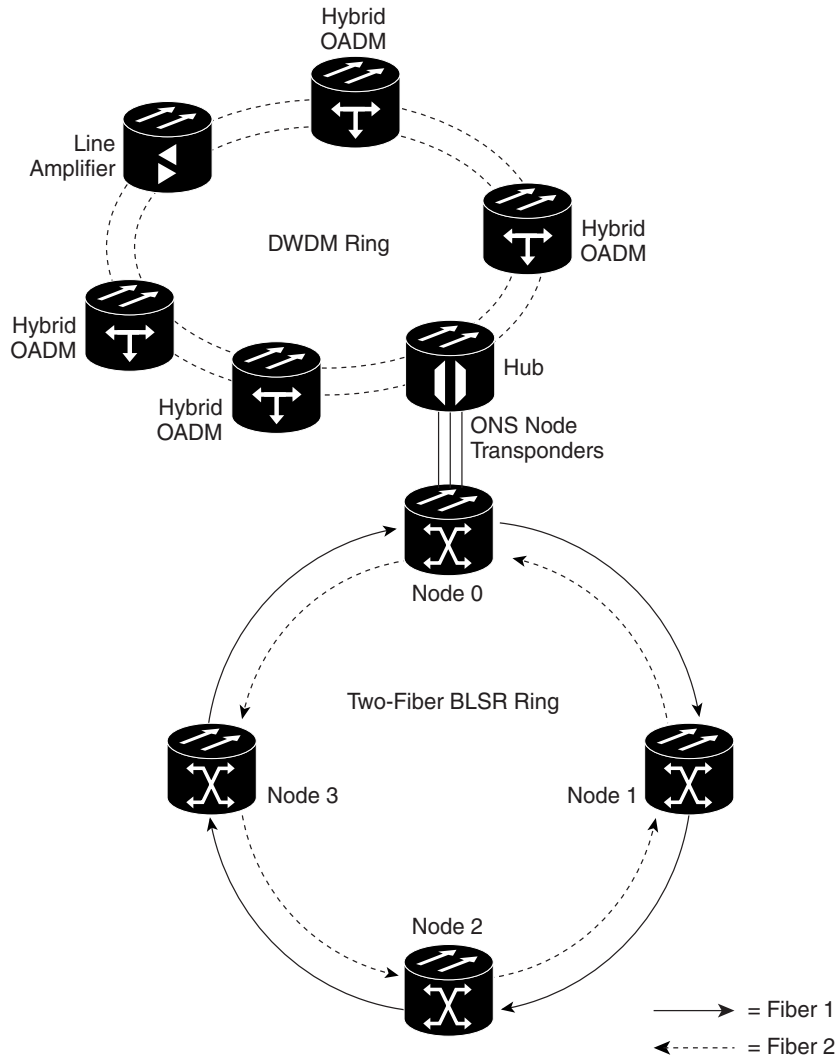 Hybrid
OADM
Line
Amplifier
DWDM Ring
Hybrid
OADM
Hybrid
OADM
Hub
Hybrid
OADM
ONS Node
Transponders
Node 0
Two-Fiber BLSR Ring
Node 3
Node 1
Node 2
= Fiber 1
= Fiber 2